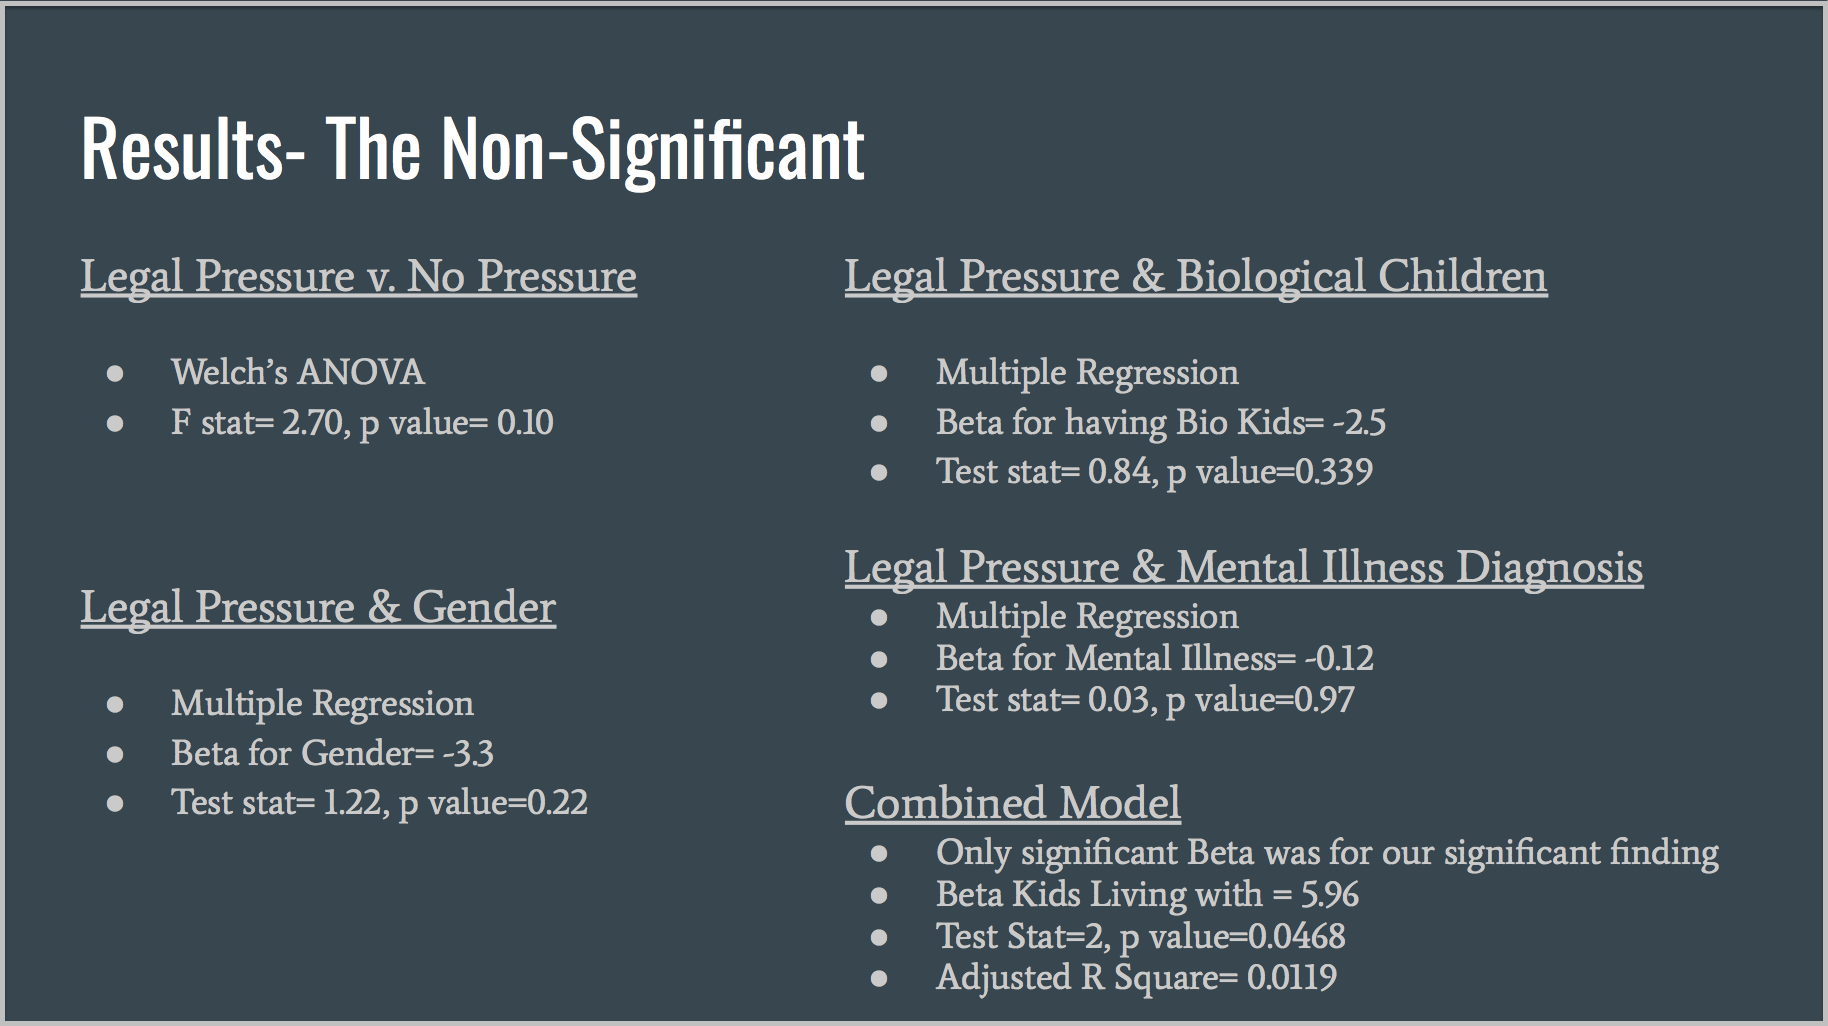 Results- The Non-Significant
Legal Pressure v. No Pressure
● Welch’s ANOVA
● F stat= 2.70, p value= 0.10
Legal Pressure & Gender
● Multiple Regression
● Beta for Gender= -3.3
● Test stat= 1.22, p value=0.22
Legal Pressure & Biological Children
● Multiple Regression
● Beta for having Bio Kids= -2.5
● Test stat= 0.84, p value=0.339
Legal Pressure & Mental Illness Diagnosis
● Multiple Regression
● Beta for Mental Illness= -0.12
● Test stat= 0.03, p value=0.97
Combined Model
● Only significant Beta was for our significant finding
● Beta Kids Living with = 5.96
● Test Stat=2, p value=0.0468
● Adjusted R Square= 0.0119